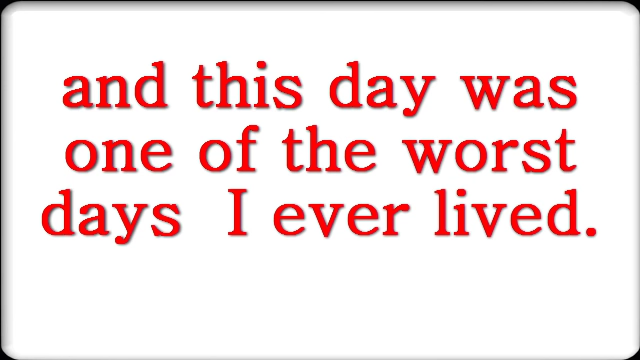 and this day was
one of the worst
days  I ever lived.